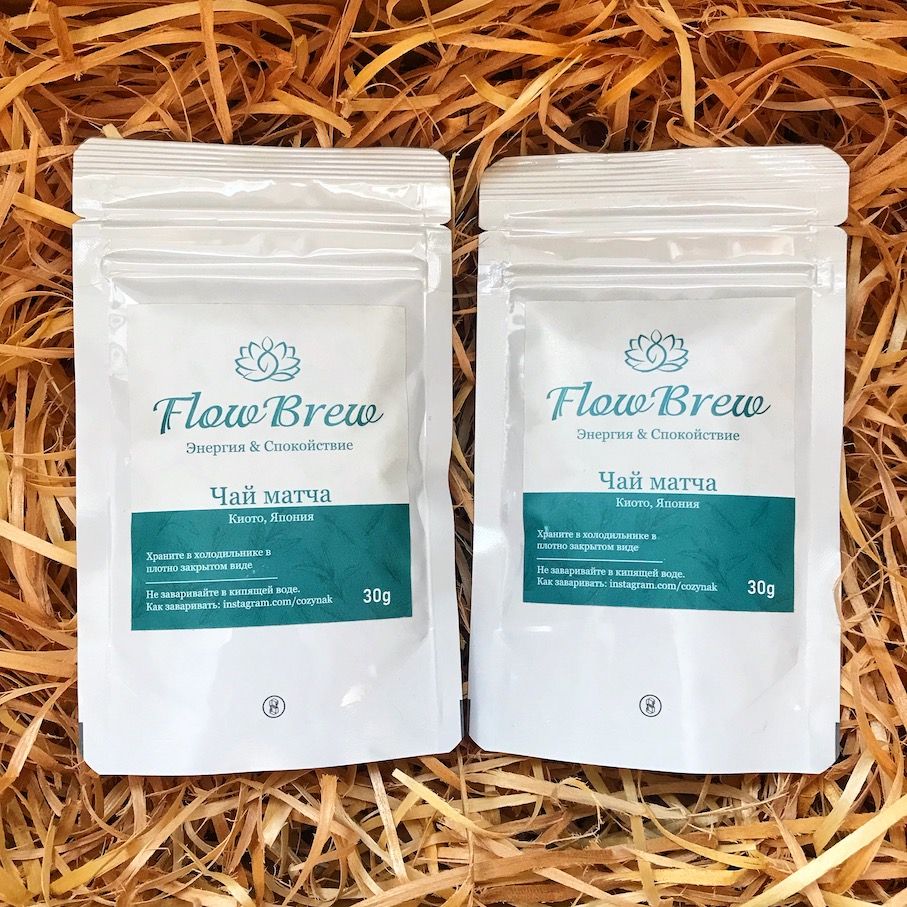 FlowBrew
Энергия & Спокойствие
Чай матча
Киото, Япония
Храните в холодильнике в
плотно закрытом виде
Не заваривайте в кипящей воде.
Как заваривать: instagram.com/cozynak
30g
FlowBrew
Энергия & Спокойствие
Чай матча
Киото, Япония
Храните в холодильнике в
плотно закрытом виде
Не заваривайте в кипящей воде.
Как заваривать: instagram.com/cozynak
30g